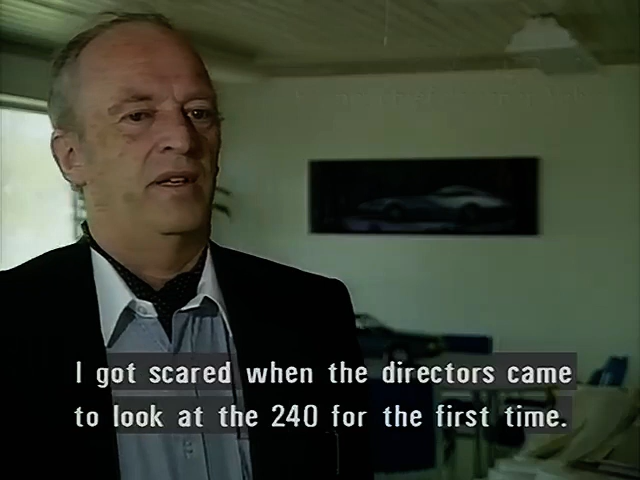 I got scared when the directors came
to look at the 240 for the first time.